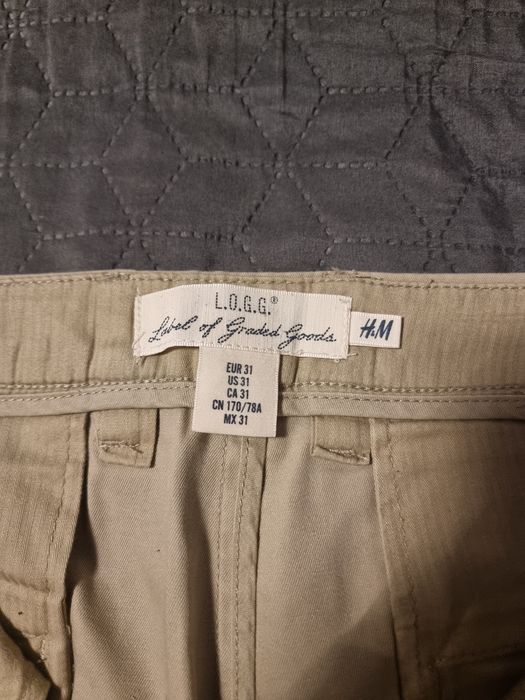 L.O.G.G.®
Label of Graded Goods.
H&M
EUR 31
US 31
CA 31
CN 170/78A
MX 31